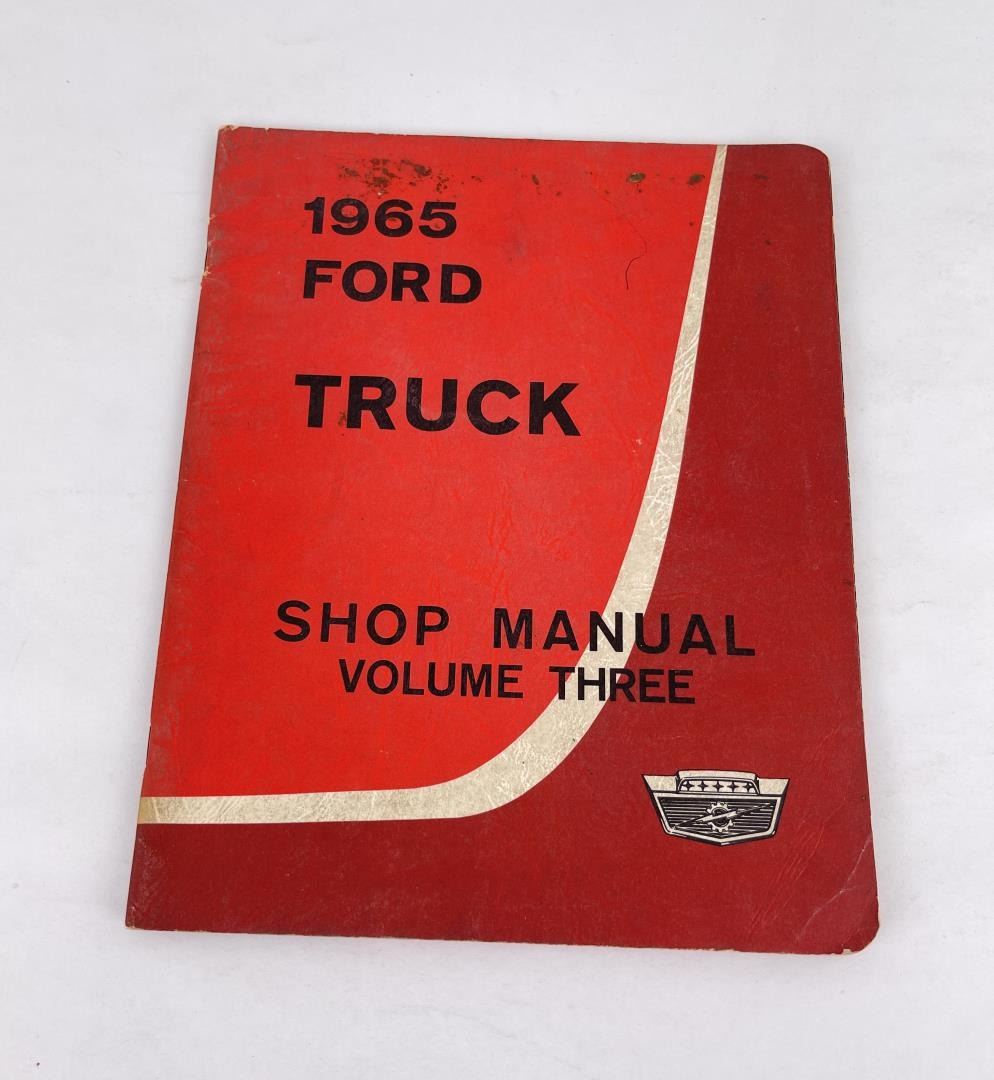 1965
FORD
TRUCK
SHOP MANUAL
VOLUME THREE